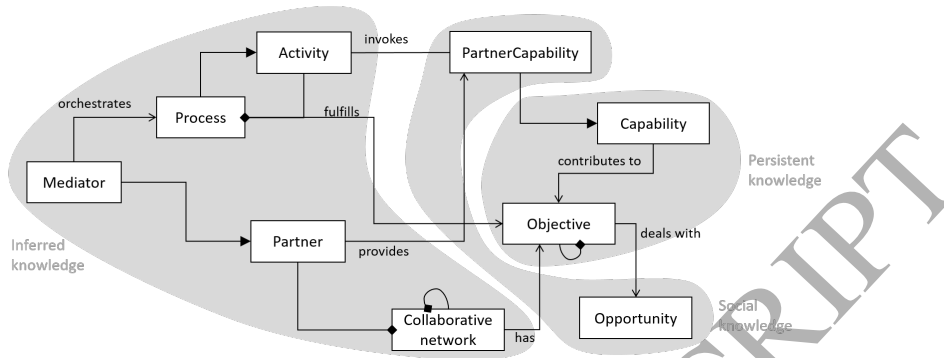 Activity
invokes
PartnerCapability
orchestrates
Process
fulfills
Capability
contributes to
Persistent
knowledge
Mediator
Objective
deals with
Partner
provides
Inferred
knowledge
Collaborative
network
has
Opportunity
Social
knowledge